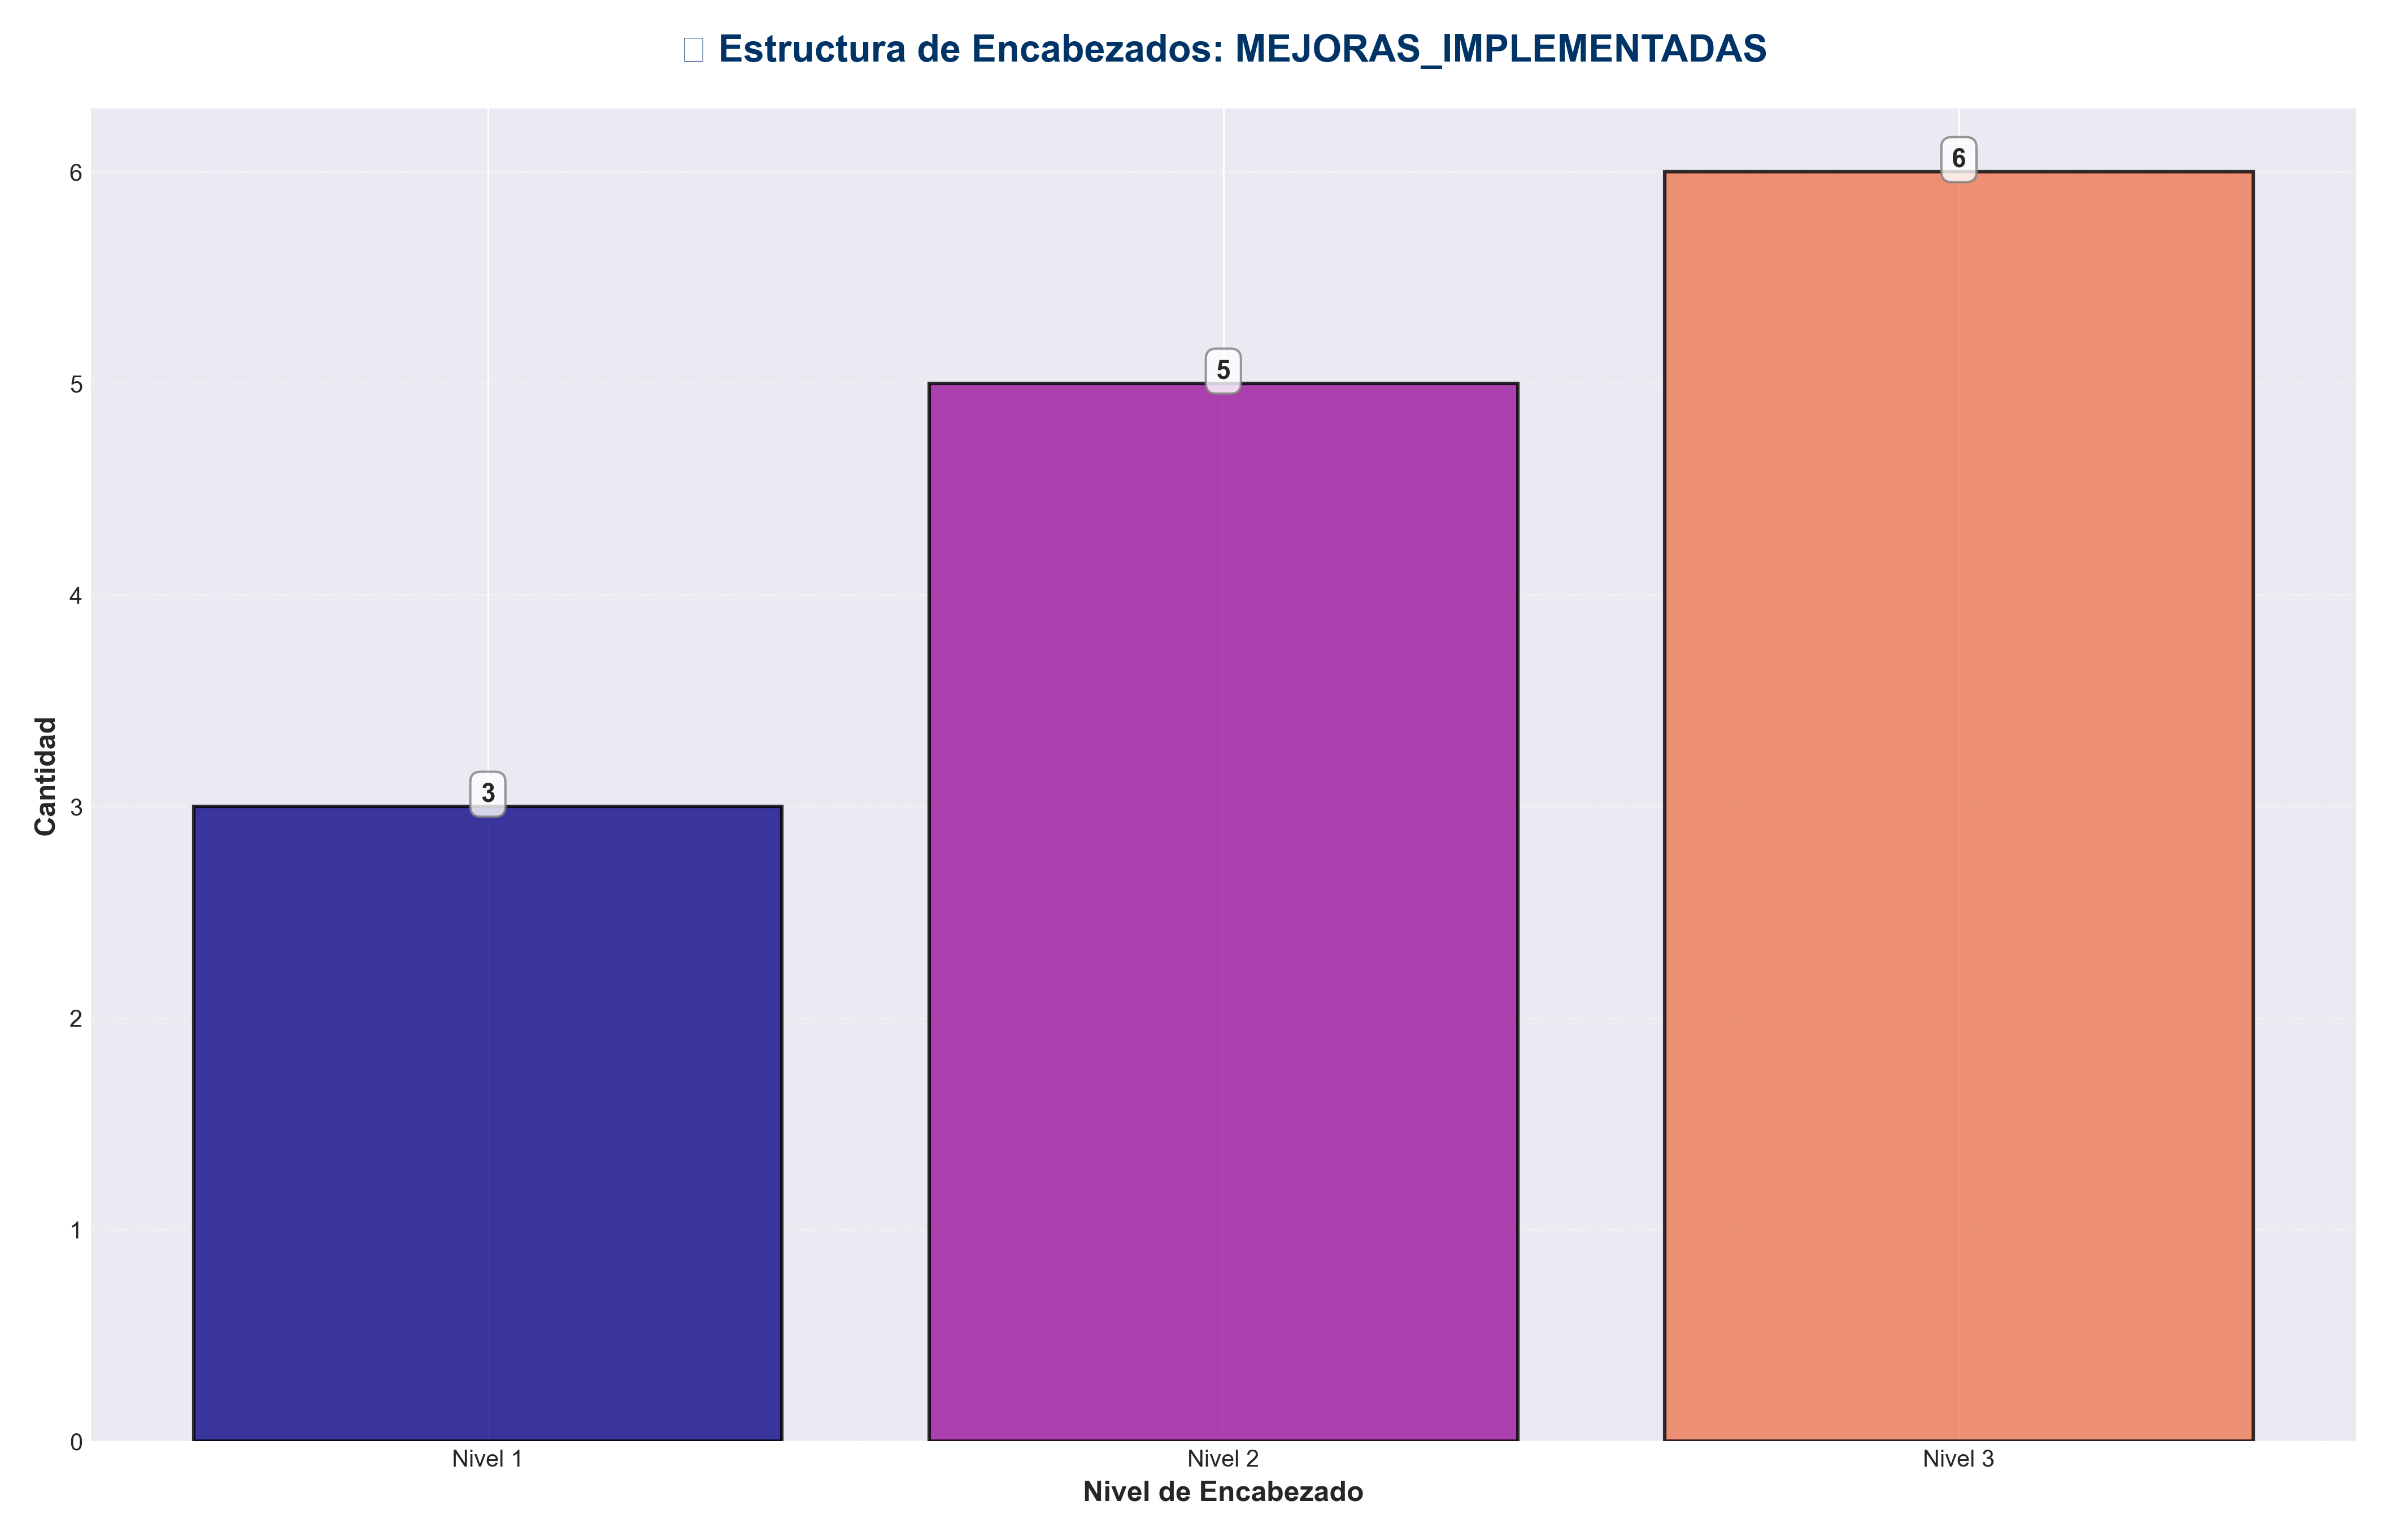 Estructura de Encabezados: MEJORAS_IMPLEMENTADAS
6
5
4
3
2
1
0
3
5
6
Cantidad
Nivel 1
Nivel 2
Nivel 3
Nivel de Encabezado